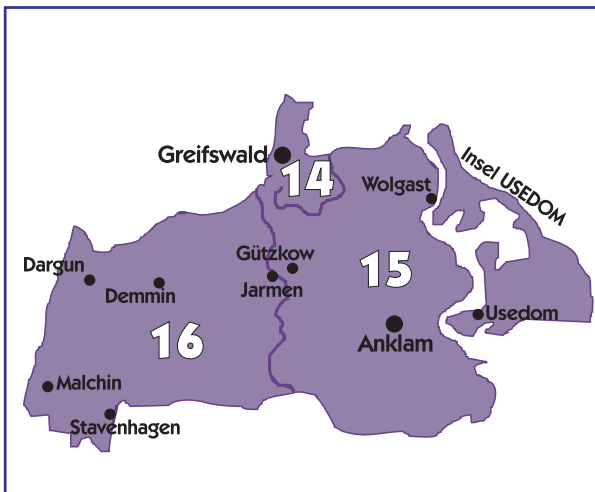 Greifswald
14
Wolgast
Insel USEDOM
Gützkow
15
Dargun
Demmin
Jarmen
Usedom
16
Anklam
Malchin
Stavenhagen